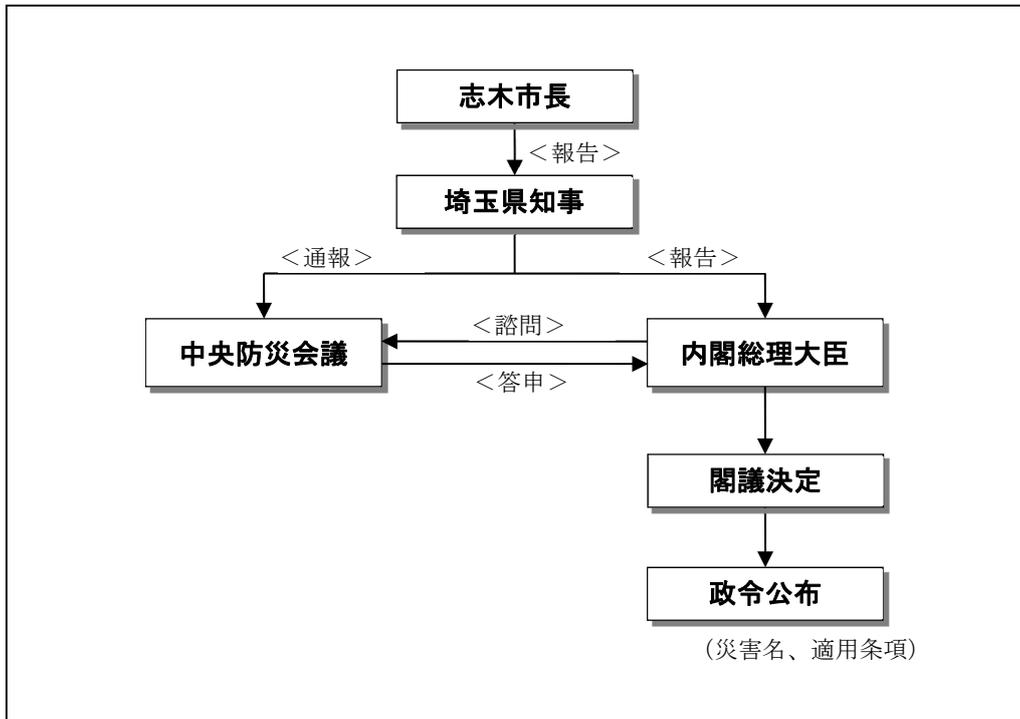 志木市長
＜報告＞
埼玉県知事
＜通報＞
＜報告＞
中央防災会議
＜諮問＞
＜答申＞
内閣総理大臣
閣議決定
政令公布
（災害名、適用条項）